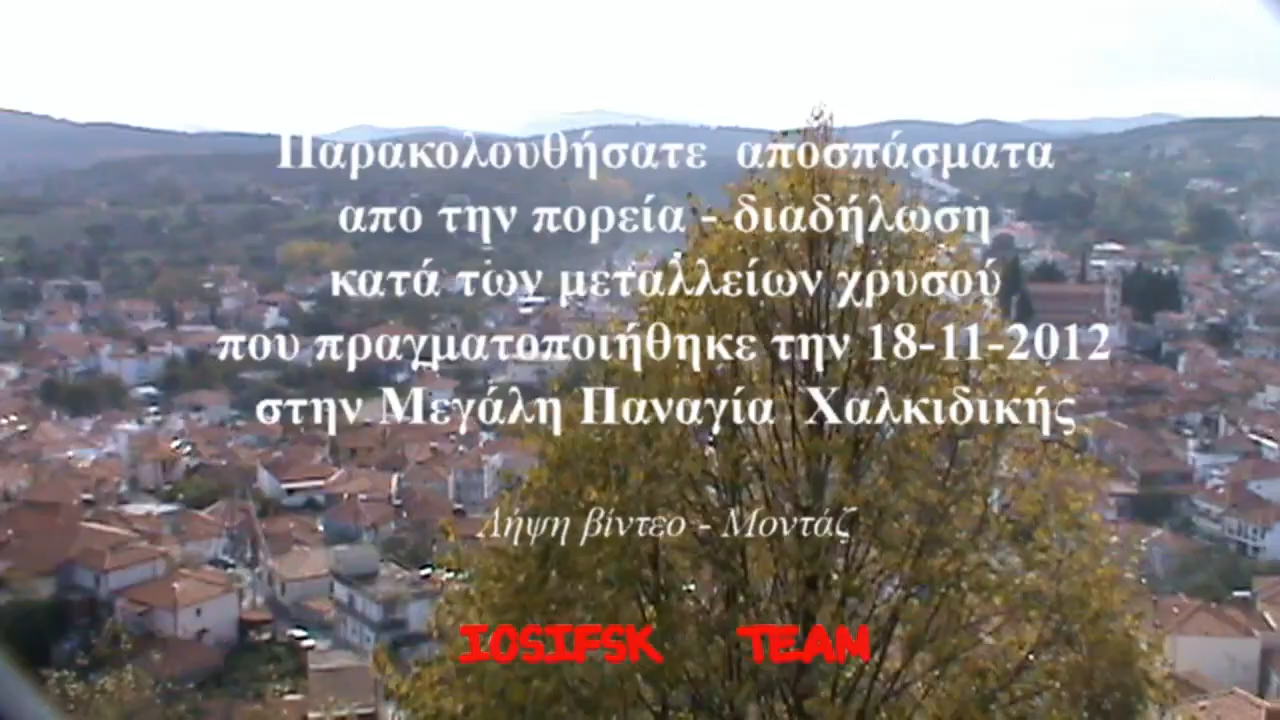 Παρακολουθήσατε αποσπάσματα
απο την πορεία - διαδήλωση
κατά των μεταλλείων χρυσού
που πραγματοποιήθηκε την 18-11-2012
στην Μεγάλη Παναγία Χαλκιδικής
Λήψη βίντεο - Μοντάζ
IOSIFSK TEAM